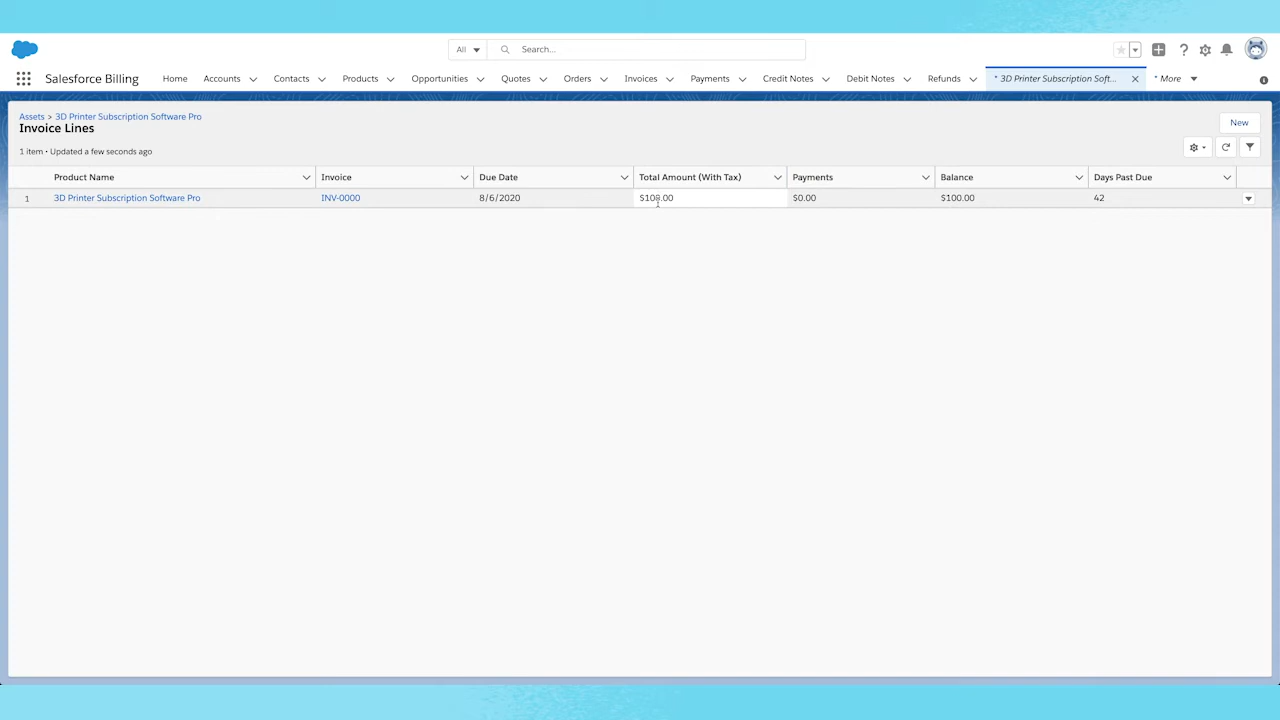 All
Search...
Salesforce Billing
Home
Accounts
Contacts
Products
Opportunities
Quotes
Orders
Invoices
Payments
Credit Notes
Debit Notes
Refunds
* 3D Printer Subscription Soft...
* More
Assets > 3D Printer Subscription Software Pro
Invoice Lines
New
1 item • Updated a few seconds ago
Product Name
Invoice
Due Date
Total Amount (With Tax)
Payments
Balance
Days Past Due
1
3D Printer Subscription Software Pro
INV-0000
8/6/2020
$0.00
$100.00
42